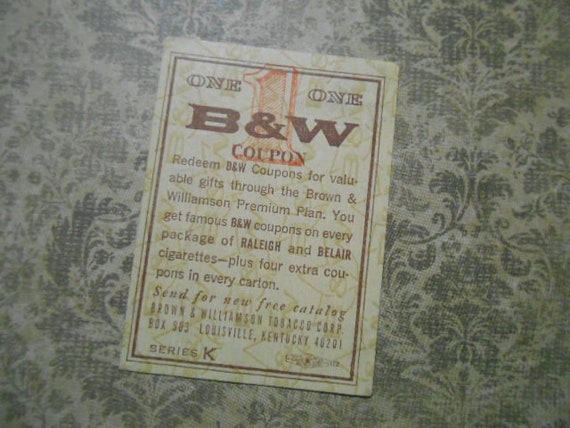 ONE 1 ONE
B&W
COUPON
Redeem B&W Coupons for valu-
able gifts through the Brown &
Williamson Premium Plan. You
get famous B&W coupons on every
package of RALEIGH and BELAIR
cigarettes—plus four extra cou-
pons in every carton.
Send for new free catalog
BROWN & WILLIAMSON TOBACCO CORP.
BOX 903 LOUISVILLE, KENTUCKY 40201
SERIES K